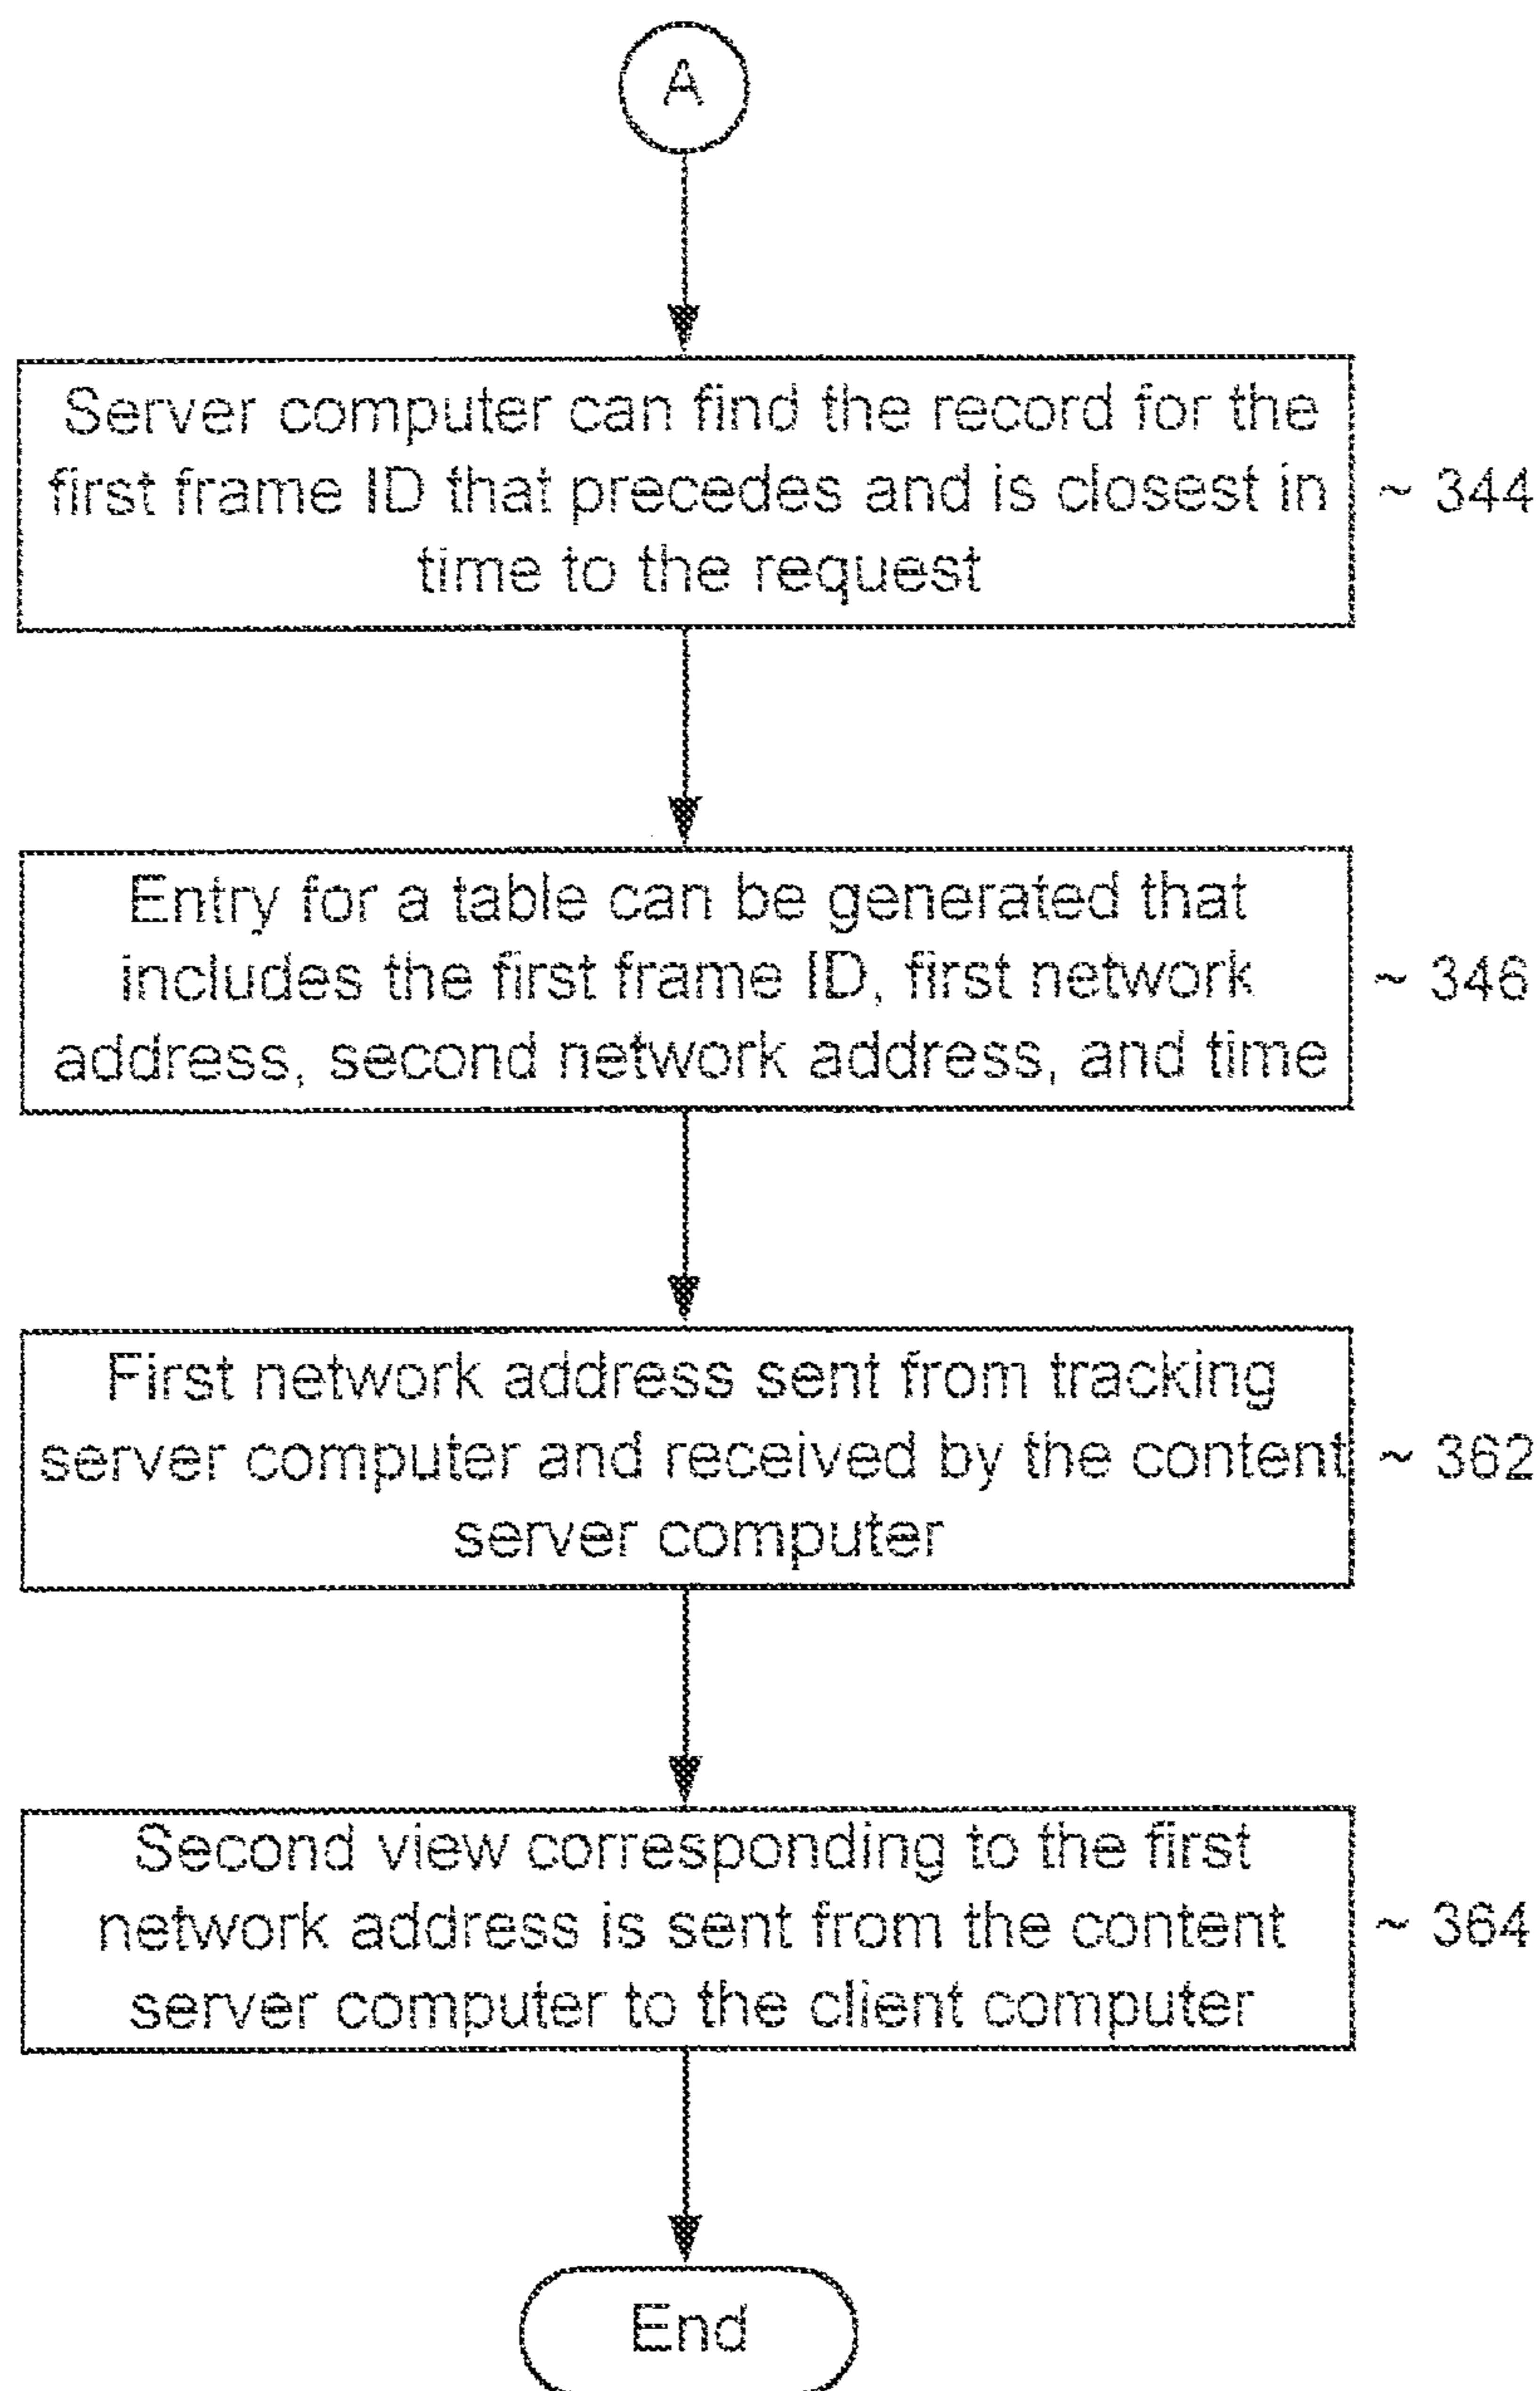 A
Server computer can find the record for the
first frame ID that precedes and is closest in
time to the request
~ 344
Entry for a table can be generated that
includes the first frame ID, first network
address, second network address, and time
~ 346
First network address sent from tracking
server computer and received by the content
server computer
~ 362
Second view corresponding to the first
network address is sent from the content
server computer to the client computer
~ 364
End